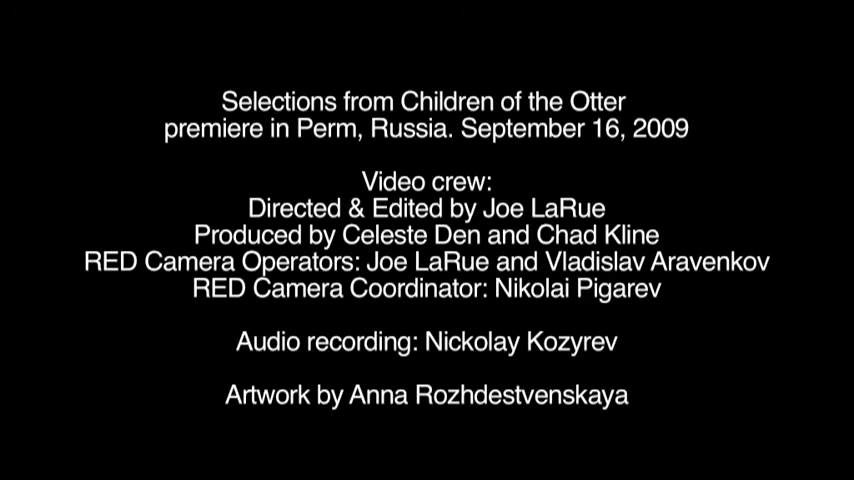 Selections from Children of the Otter
premiere in Perm, Russia. September 16, 2009
Video crew:
Directed & Edited by Joe LaRue
Produced by Celeste Den and Chad Kline
RED Camera Operators: Joe LaRue and Vladislav Aravenkov
RED Camera Coordinator: Nikolai Pigarev
Audio recording: Nickolay Kozyrev
Artwork by Anna Rozhdestvenskaya